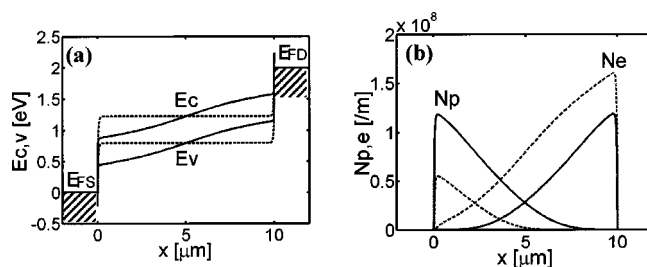 (a)
EFD
Ec
Ev
EFS
Ec,v [eV]
2.5
2
1.5
1
0.5
0
-0.5
0
5
10
x [μm]
2 x 10^8
(b)
Ne
Np
Np,e [/m]
1.5
1
0.5
0
0
5
10
x [μm]